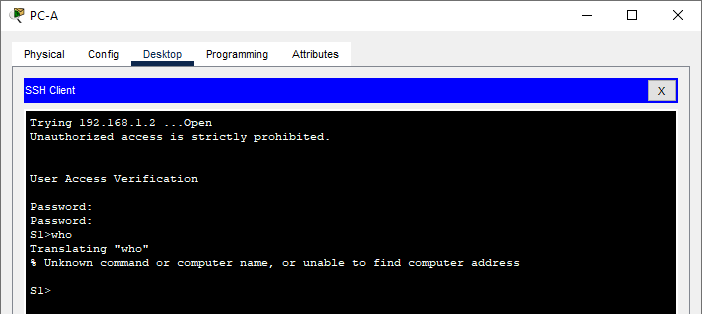 PC-A
Physical Config Desktop Programming Attributes
SSH Client
X
Trying 192.168.1.2 ...Open
Unauthorized access is strictly prohibited.
User Access Verification
Password:
Password:
S1>who
Translating "who"
% Unknown command or computer name, or unable to find computer address
S1>